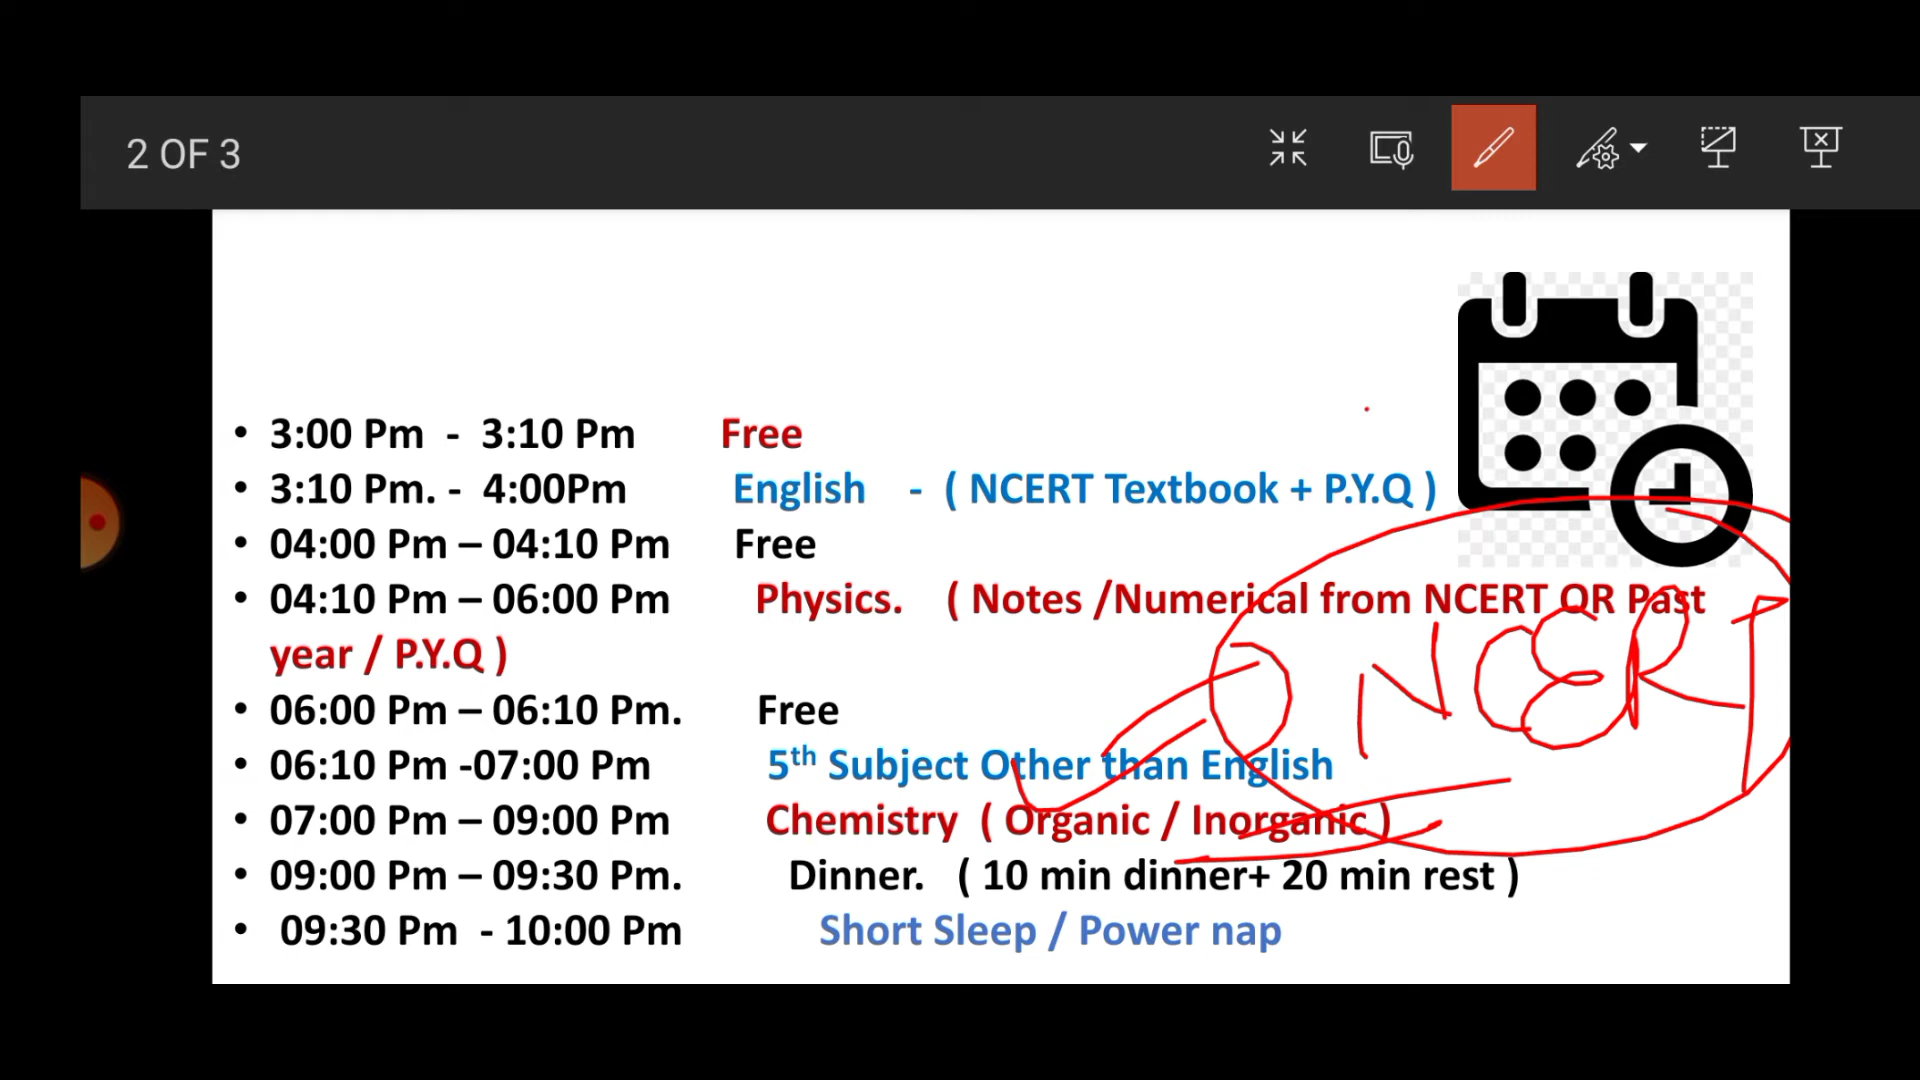 2 OF 3
• 3:00 Pm - 3:10 Pm Free
• 3:10 Pm. - 4:00Pm English - ( NCERT Textbook + P.Y.Q )
• 04:00 Pm – 04:10 Pm Free
• 04:10 Pm – 06:00 Pm Physics. ( Notes /Numerical from NCERT OR Past
year / P.Y.Q )
NCERT
• 06:00 Pm – 06:10 Pm. Free
• 06:10 Pm -07:00 Pm 5th Subject Other than English
• 07:00 Pm – 09:00 Pm Chemistry ( Organic / Inorganic )
• 09:00 Pm – 09:30 Pm. Dinner. ( 10 min dinner+ 20 min rest )
• 09:30 Pm - 10:00 Pm Short Sleep / Power nap